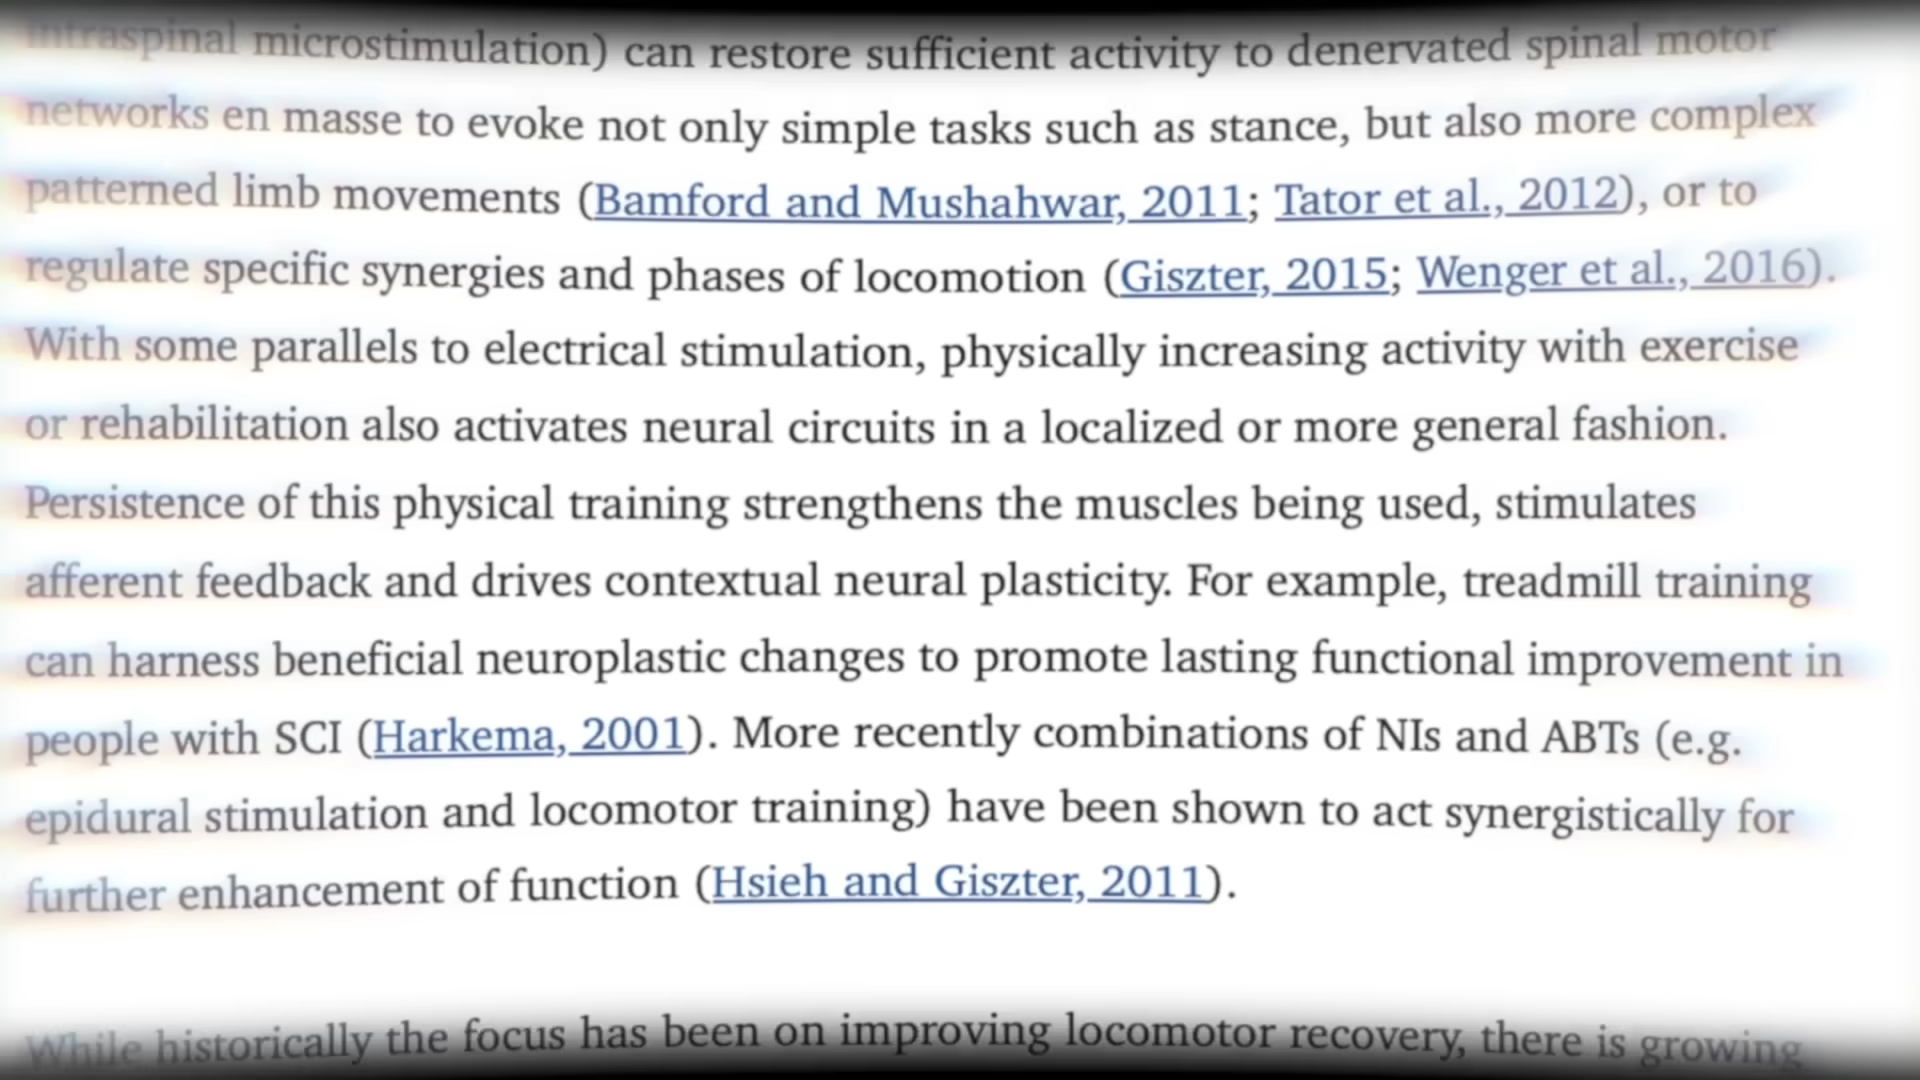 intraspinal microstimulation) can restore sufficient activity to denervated spinal motor
networks en masse to evoke not only simple tasks such as stance, but also more complex
patterned limb movements (Bamford and Mushahwar, 2011; Tator et al., 2012), or to
regulate specific synergies and phases of locomotion (Giszter, 2015; Wenger et al., 2016).
With some parallels to electrical stimulation, physically increasing activity with exercise
or rehabilitation also activates neural circuits in a localized or more general fashion.
Persistence of this physical training strengthens the muscles being used, stimulates
afferent feedback and drives contextual neural plasticity. For example, treadmill training
can harness beneficial neuroplastic changes to promote lasting functional improvement in
people with SCI (Harkema, 2001). More recently combinations of NIs and ABTs (e.g.
epidural stimulation and locomotor training) have been shown to act synergistically for
further enhancement of function (Hsieh and Giszter, 2011).
While historically the focus has been on improving locomotor recovery, there is growing